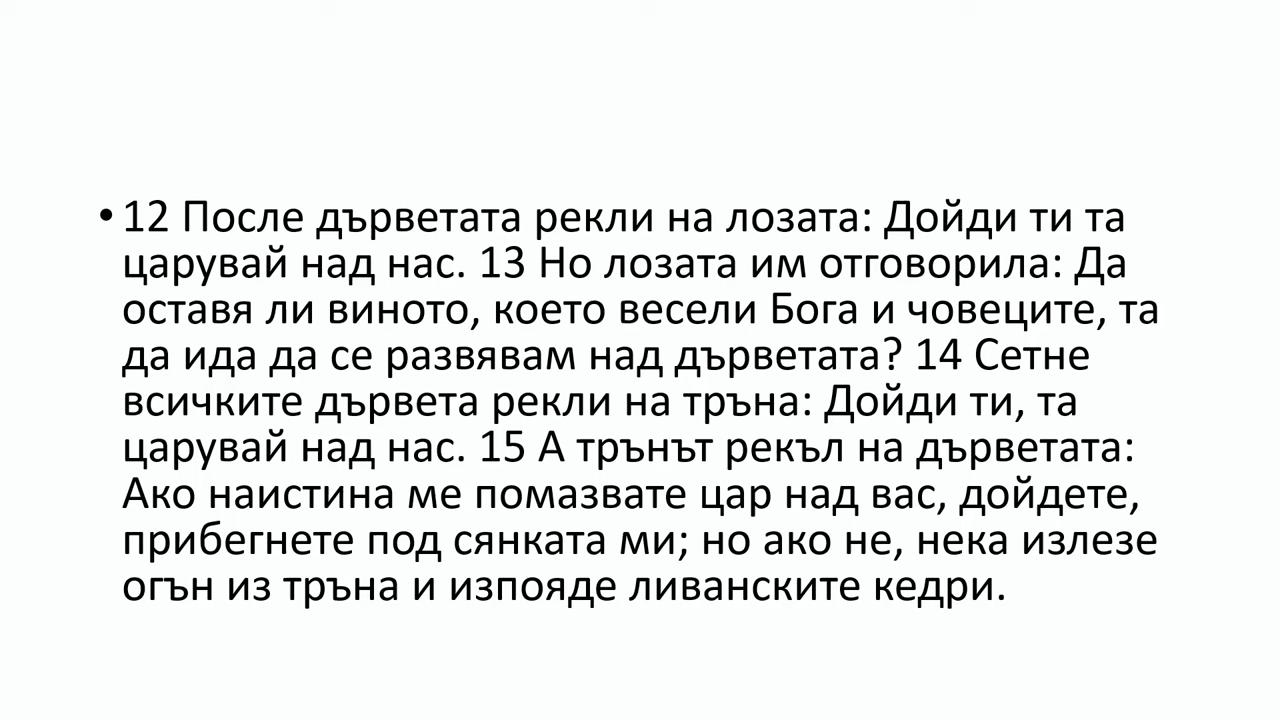 • 12 После дърветата рекли на лозата: Дойди ти та
царувай над нас. 13 Но лозата им отговорила: Да
оставя ли виното, което весели Бога и човеците, та
да ида да се развявам над дърветата? 14 Сетне
всичките дървета рекли на тръна: Дойди ти, та
царувай над нас. 15 А трънът рекъл на дърветата:
Ако наистина ме помазвате цар над вас, дойдете,
прибегнете под сянката ми; но ако не, нека излезе
огън из тръна и изпояде ливанските кедри.